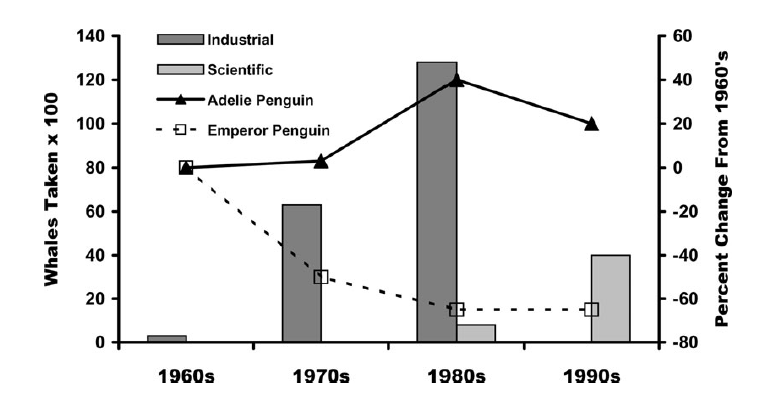 140
120
100
80
60
40
20
0
Whales Taken x 100
Industrial
Scientific
Adelie Penguin
Emperor Penguin
60
40
20
0
-20
-40
-60
-80
Percent Change From 1960's
1960s 1970s 1980s 1990s